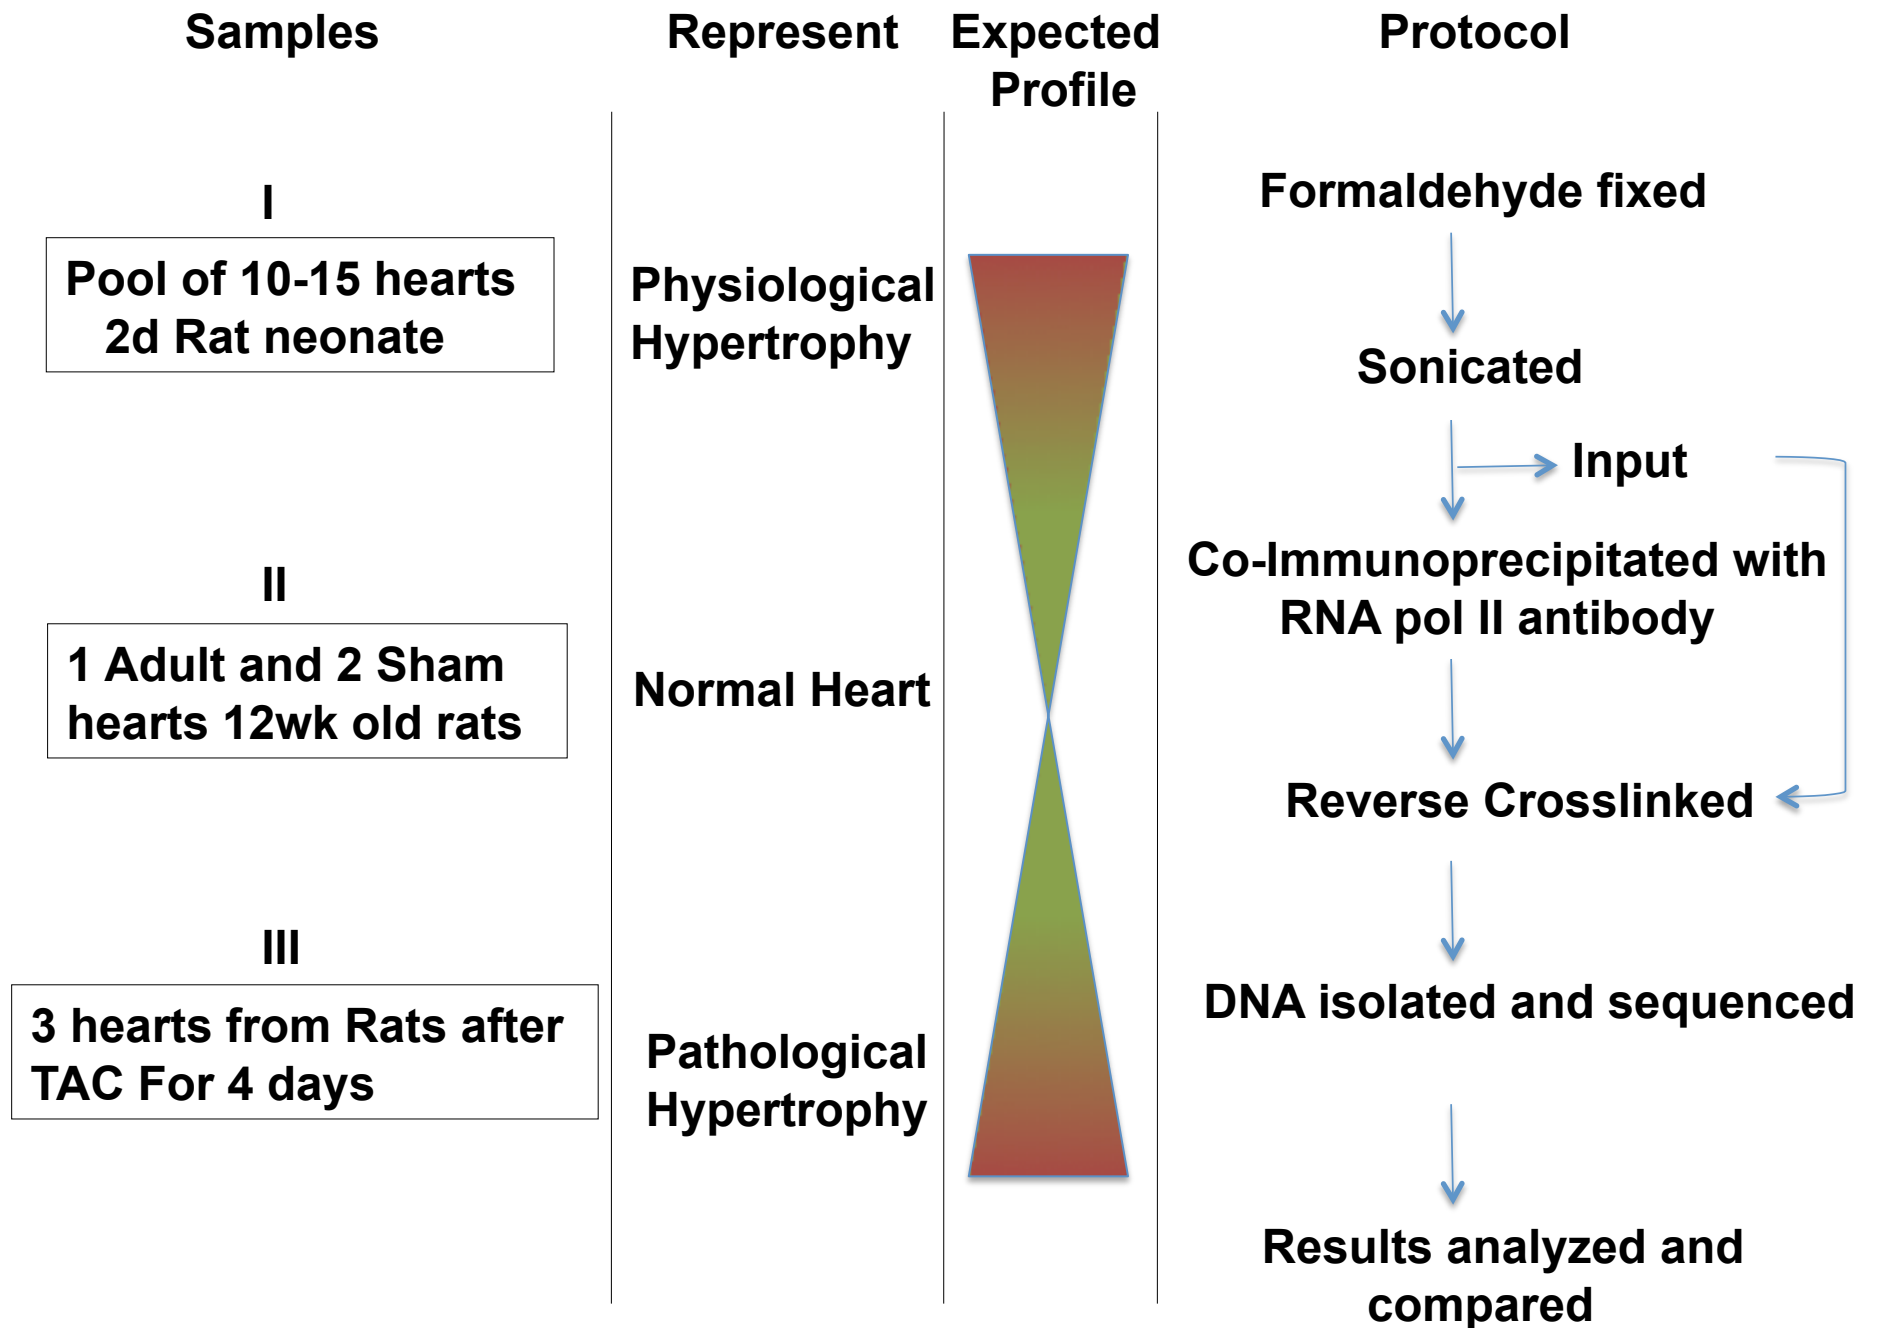 Samples
Represent
Expected
Profile
Protocol
I
Pool of 10-15 hearts
2d Rat neonate
Physiological
Hypertrophy
II
1 Adult and 2 Sham
hearts 12wk old rats
Normal Heart
III
3 hearts from Rats after
TAC For 4 days
Pathological
Hypertrophy
Formaldehyde fixed
Sonicated
Input
Co-Immunoprecipitated with
RNA pol II antibody
Reverse Crosslinked
DNA isolated and sequenced
Results analyzed and
compared